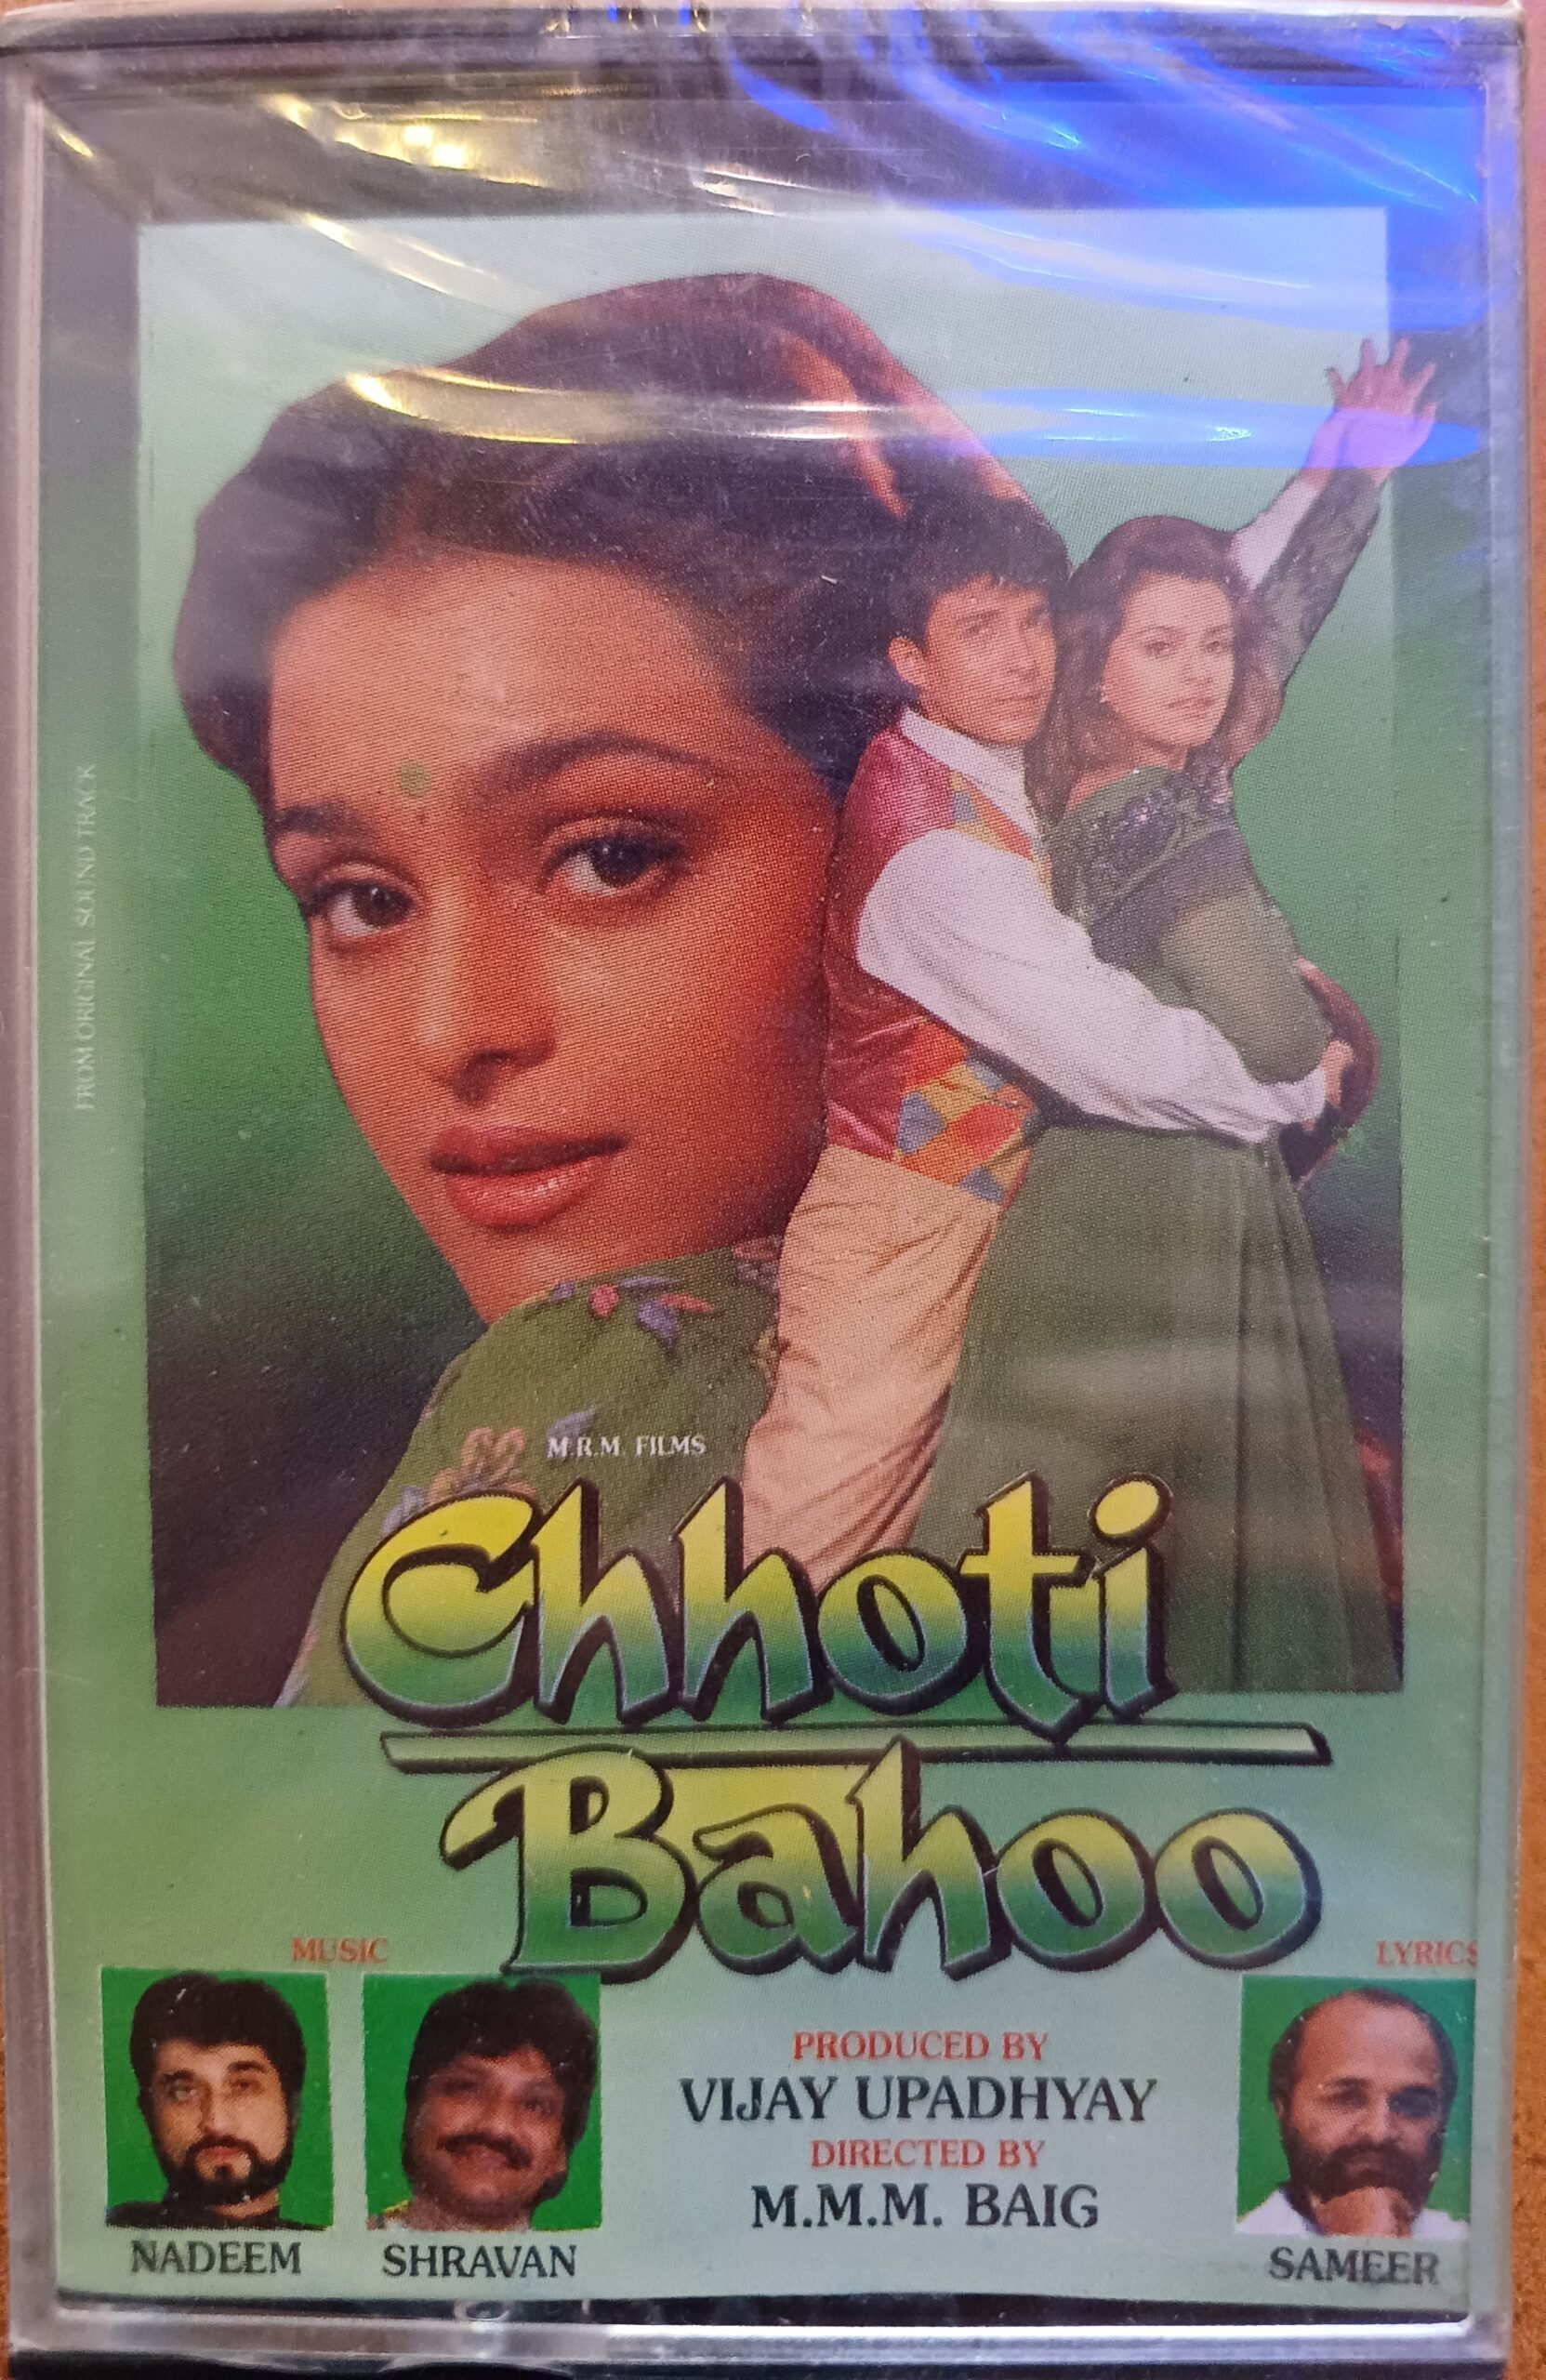 FROM ORIGINAL SOUND TRACK
M.R.M. FILMS
Chhoti
Bahoo
MUSIC
LYRICS
PRODUCED BY
VIJAY UPADHYAY
DIRECTED BY
M.M.M. BAIG
NADEEM
SHRAVAN
SAMEER